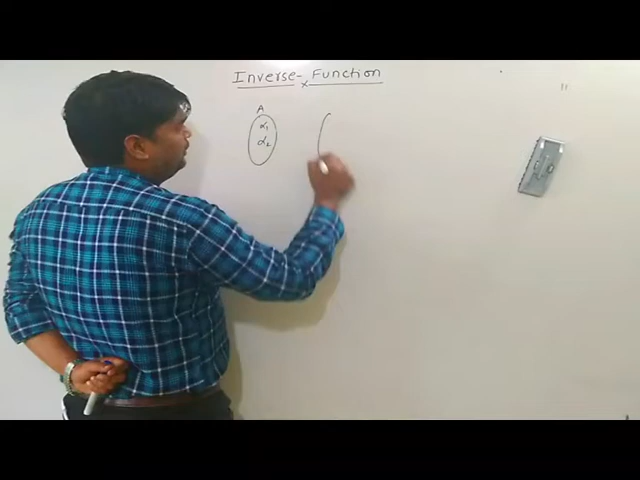 Inverse- Function
A
α₁
α₂